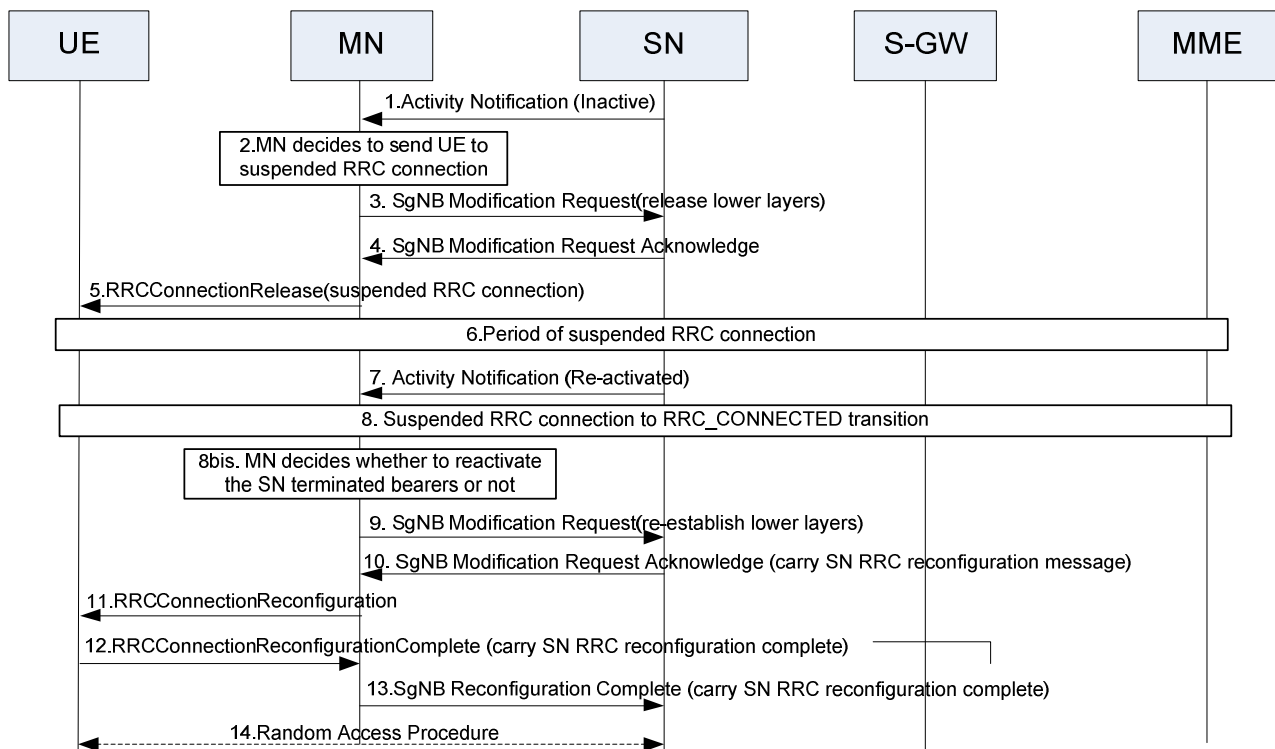 UE
MN
SN
S-GW
MME
1.Activity Notification (Inactive)
2.MN decides to send UE to
suspended RRC connection
3. SgNB Modification Request(release lower layers)
4. SgNB Modification Request Acknowledge
5.RRCConnectionRelease(suspended RRC connection)
6.Period of suspended RRC connection
7. Activity Notification (Re-activated)
8. Suspended RRC connection to RRC_CONNECTED transition
8bis. MN decides whether to reactivate
the SN terminated bearers or not
9. SgNB Modification Request(re-establish lower layers)
10. SgNB Modification Request Acknowledge (carry SN RRC reconfiguration message)
11.RRCConnectionReconfiguration
12.RRCConnectionReconfigurationComplete (carry SN RRC reconfiguration complete)
13.SgNB Reconfiguration Complete (carry SN RRC reconfiguration complete)
14.Random Access Procedure